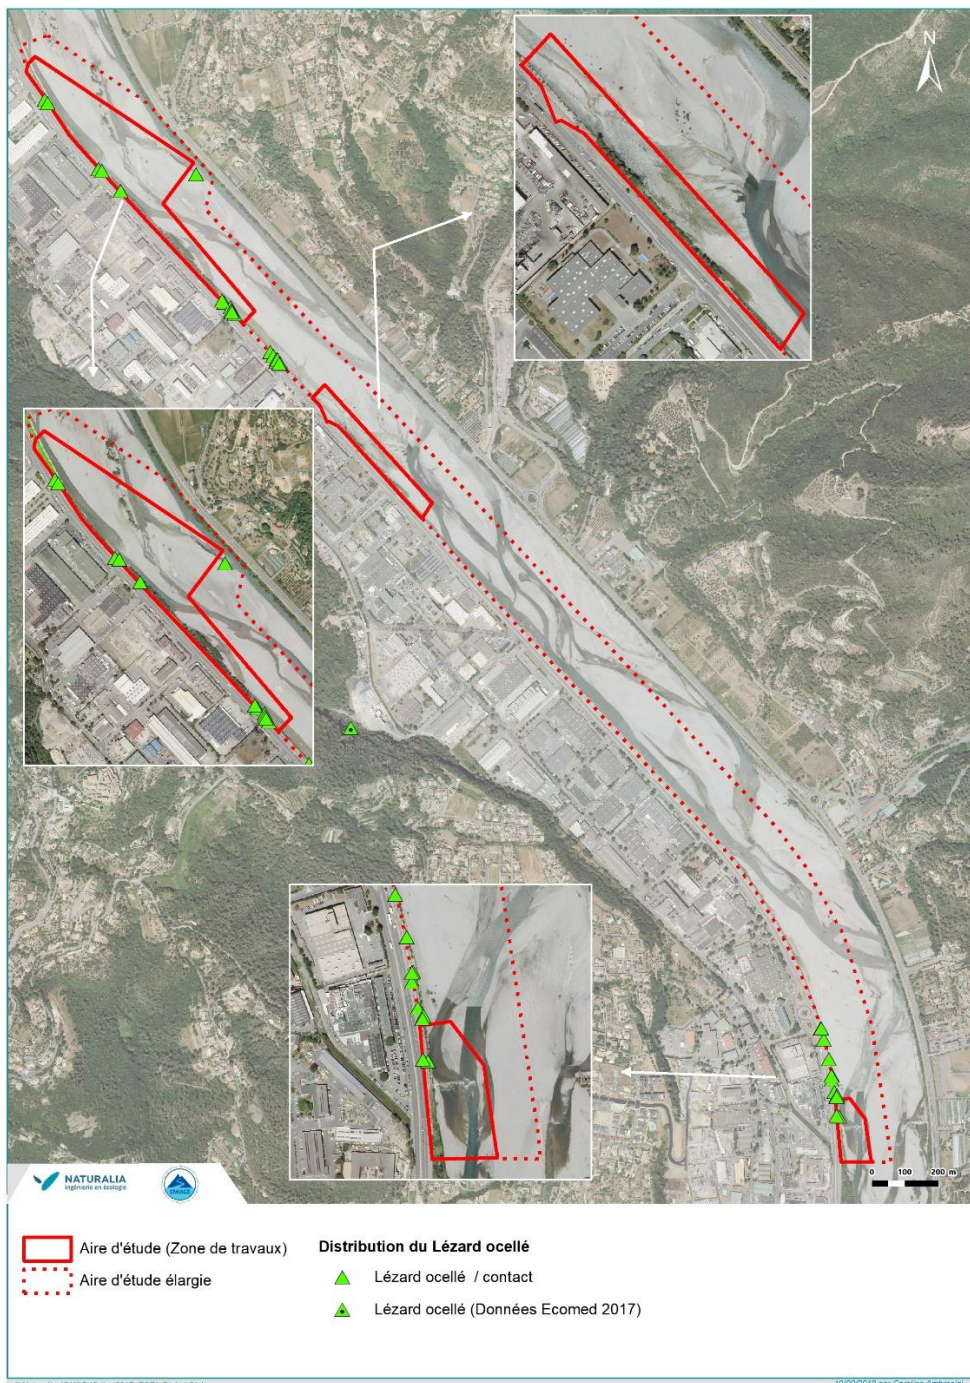 N
NATURALIA
Ingénierie en écologie
SMIAGE
0 100 200 m
Aire d'étude (Zone de travaux)
Aire d'étude élargie
Distribution du Lézard ocellé
Lézard ocellé / contact
Lézard ocellé (Données Ecomed 2017)